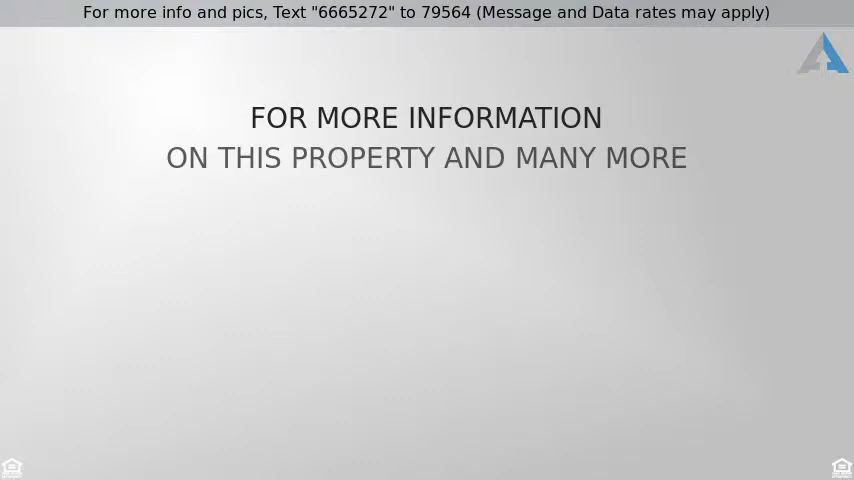 For more info and pics, Text "6665272" to 79564 (Message and Data rates may apply)
FOR MORE INFORMATION
ON THIS PROPERTY AND MANY MORE